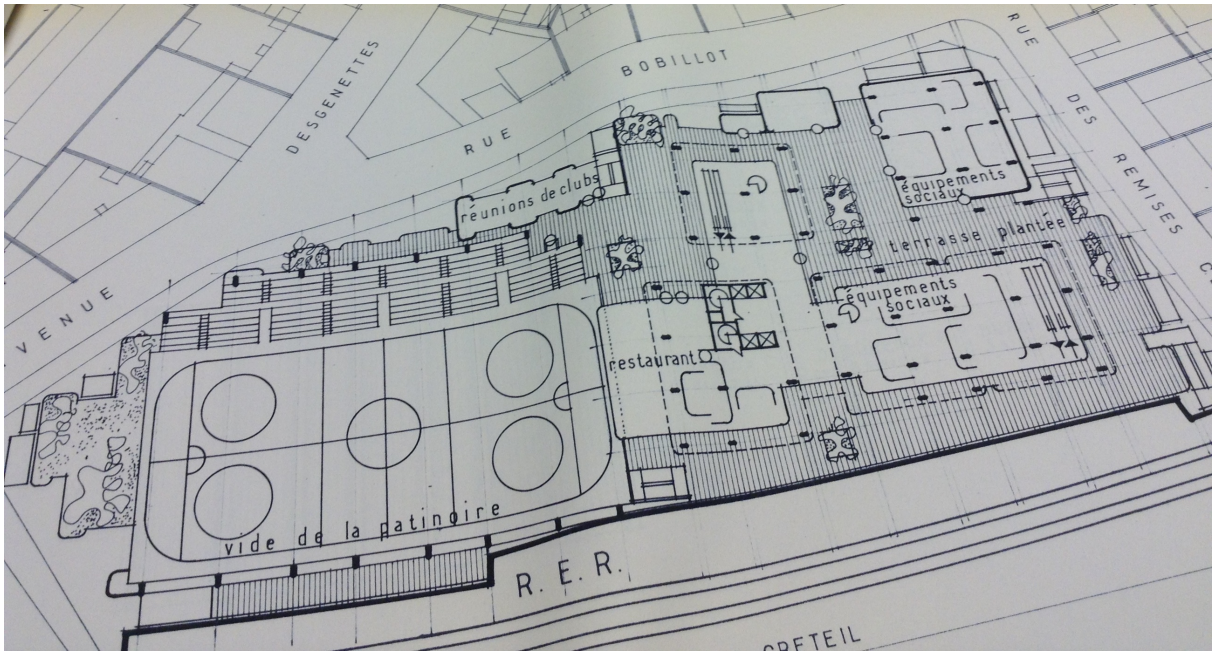 DESGENETTES
RUE BOBILLOT
RUE DES REMISES
VENUE
réunions de clubs
équipements
sociaux
terrasse plantée
équipements
sociaux
restaurant
vide de la patinoire
R.E.R.
CRETEIL